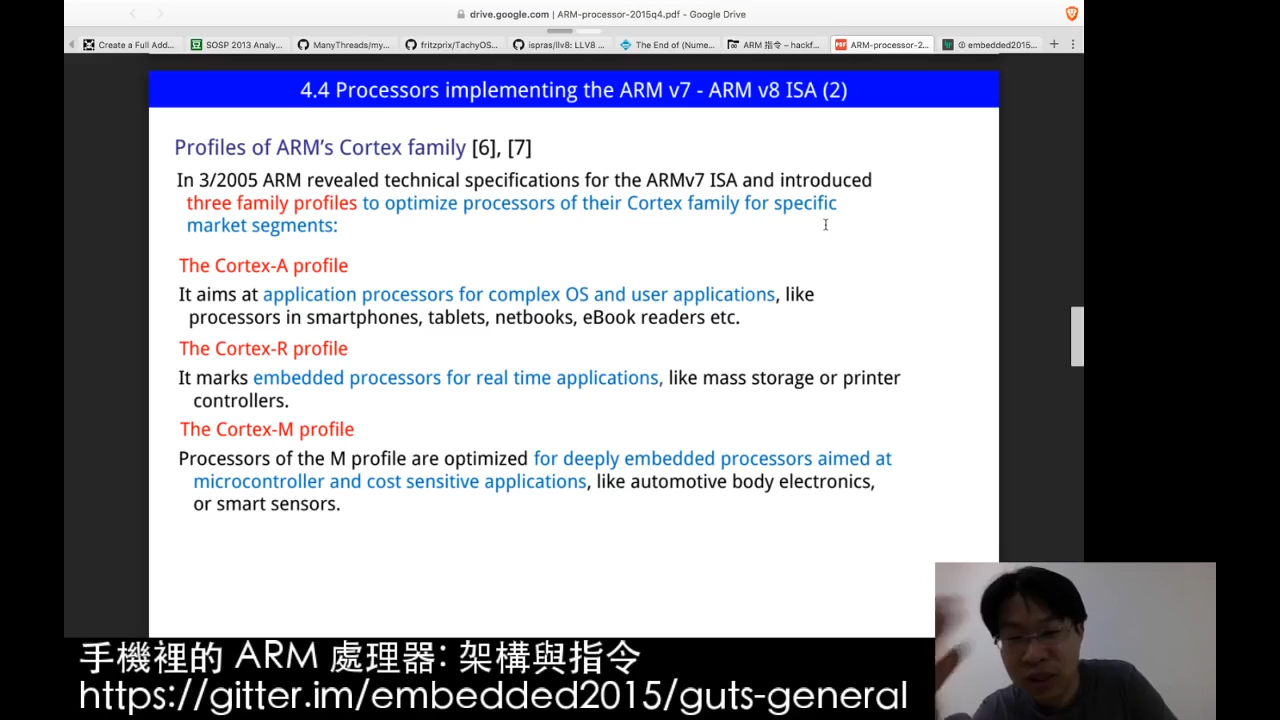 drive.google.com | ARM-processor-2015q4.pdf - Google Drive
Create a Full Add...
SOSP 2013 Analy...
ManyThreads/my...
fritzprix/TachyOS...
ispras/llv8: LLV8 ...
The End of (Nume...
ARM 指令 ~ hackf...
ARM-processor-2...
embedded2015...
4.4 Processors implementing the ARM v7 - ARM v8 ISA (2)
Profiles of ARM's Cortex family [6], [7]
In 3/2005 ARM revealed technical specifications for the ARMv7 ISA and introduced
three family profiles to optimize processors of their Cortex family for specific
market segments:
The Cortex-A profile
It aims at application processors for complex OS and user applications, like
processors in smartphones, tablets, netbooks, eBook readers etc.
The Cortex-R profile
It marks embedded processors for real time applications, like mass storage or printer
controllers.
The Cortex-M profile
Processors of the M profile are optimized for deeply embedded processors aimed at
microcontroller and cost sensitive applications, like automotive body electronics,
or smart sensors.
手機裡的 ARM 處理器: 架構與指令
https://gitter.im/embedded2015/guts-general